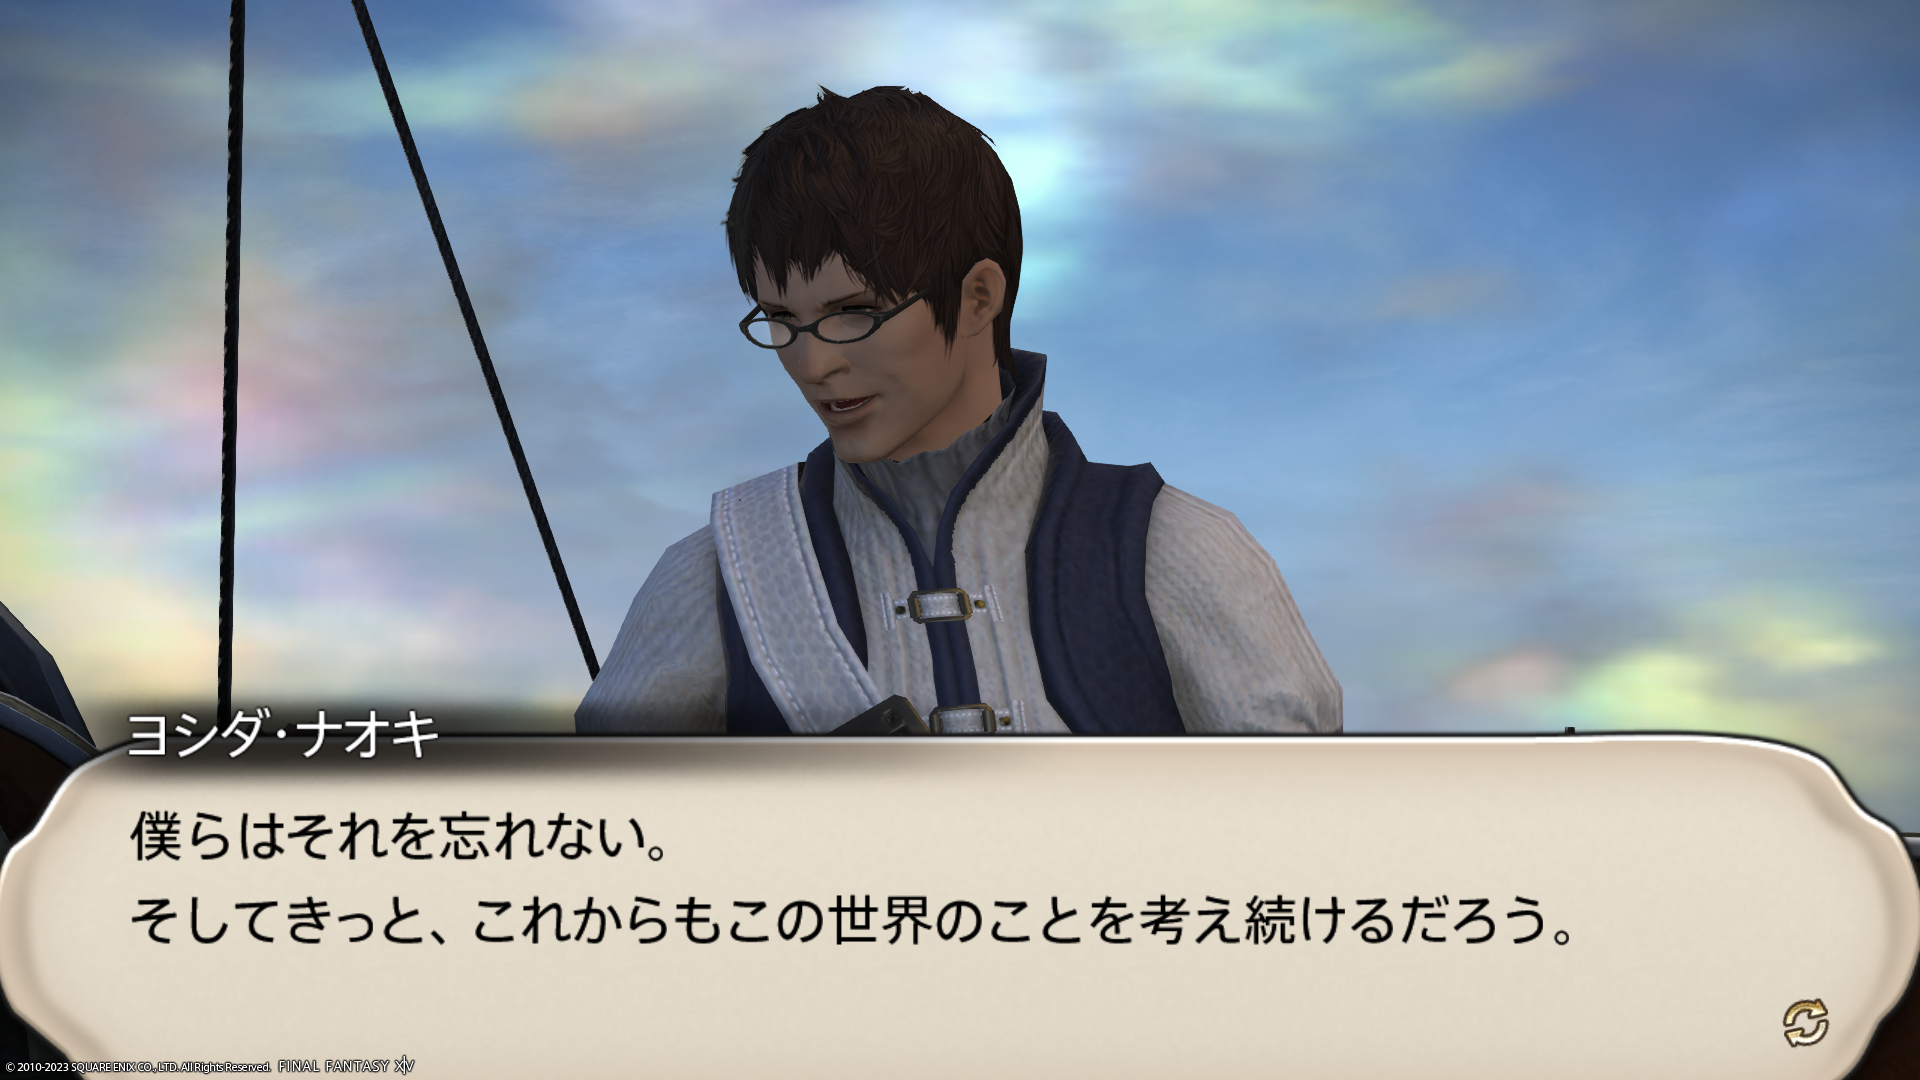 ヨシダ・ナオキ
僕らはそれを忘れない。
そしてきっと、これからもこの世界のことを考え続けるだろう。
© 2010-2023 SQUARE ENIX CO., LTD. All Rights Reserved. FINAL FANTASY XIV